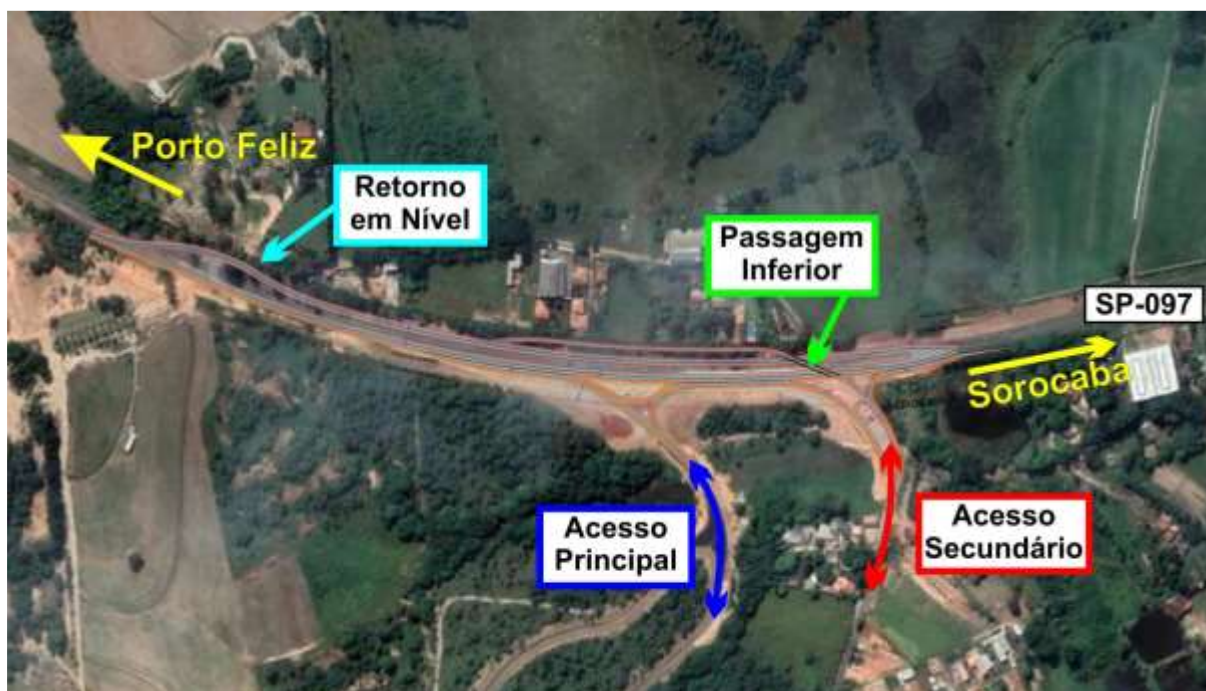 Porto Feliz
Retorno
em Nível
Passagem
Inferior
SP-097
Sorocaba
Acesso
Principal
Acesso
Secundário